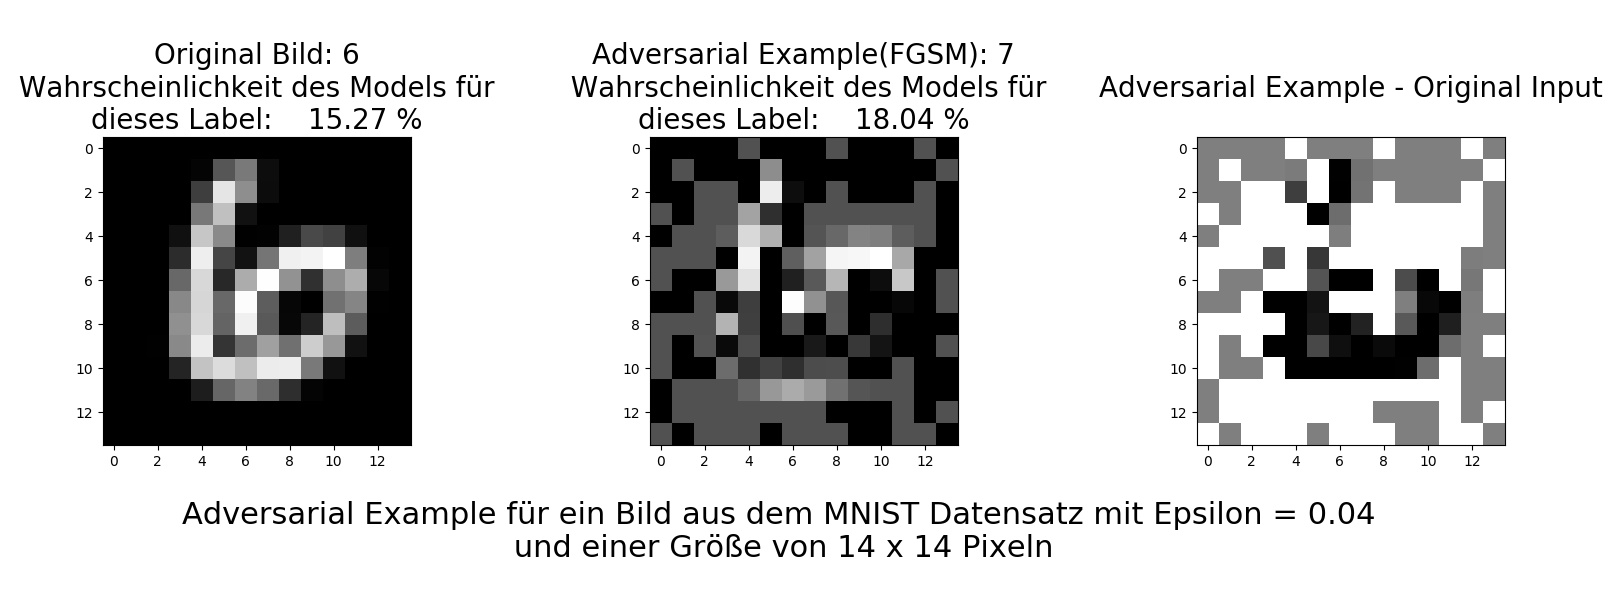 Original Bild: 6
Wahrscheinlichkeit des Models für
dieses Label:    15.27 %
0
2
4
6
8
10
12
0 2 4 6 8 10 12
Adversarial Example(FGSM): 7
Wahrscheinlichkeit des Models für
dieses Label:    18.04 %
0
2
4
6
8
10
12
0 2 4 6 8 10 12
Adversarial Example - Original Input
0
2
4
6
8
10
12
0 2 4 6 8 10 12
Adversarial Example für ein Bild aus dem MNIST Datensatz mit Epsilon = 0.04
und einer Größe von 14 x 14 Pixeln